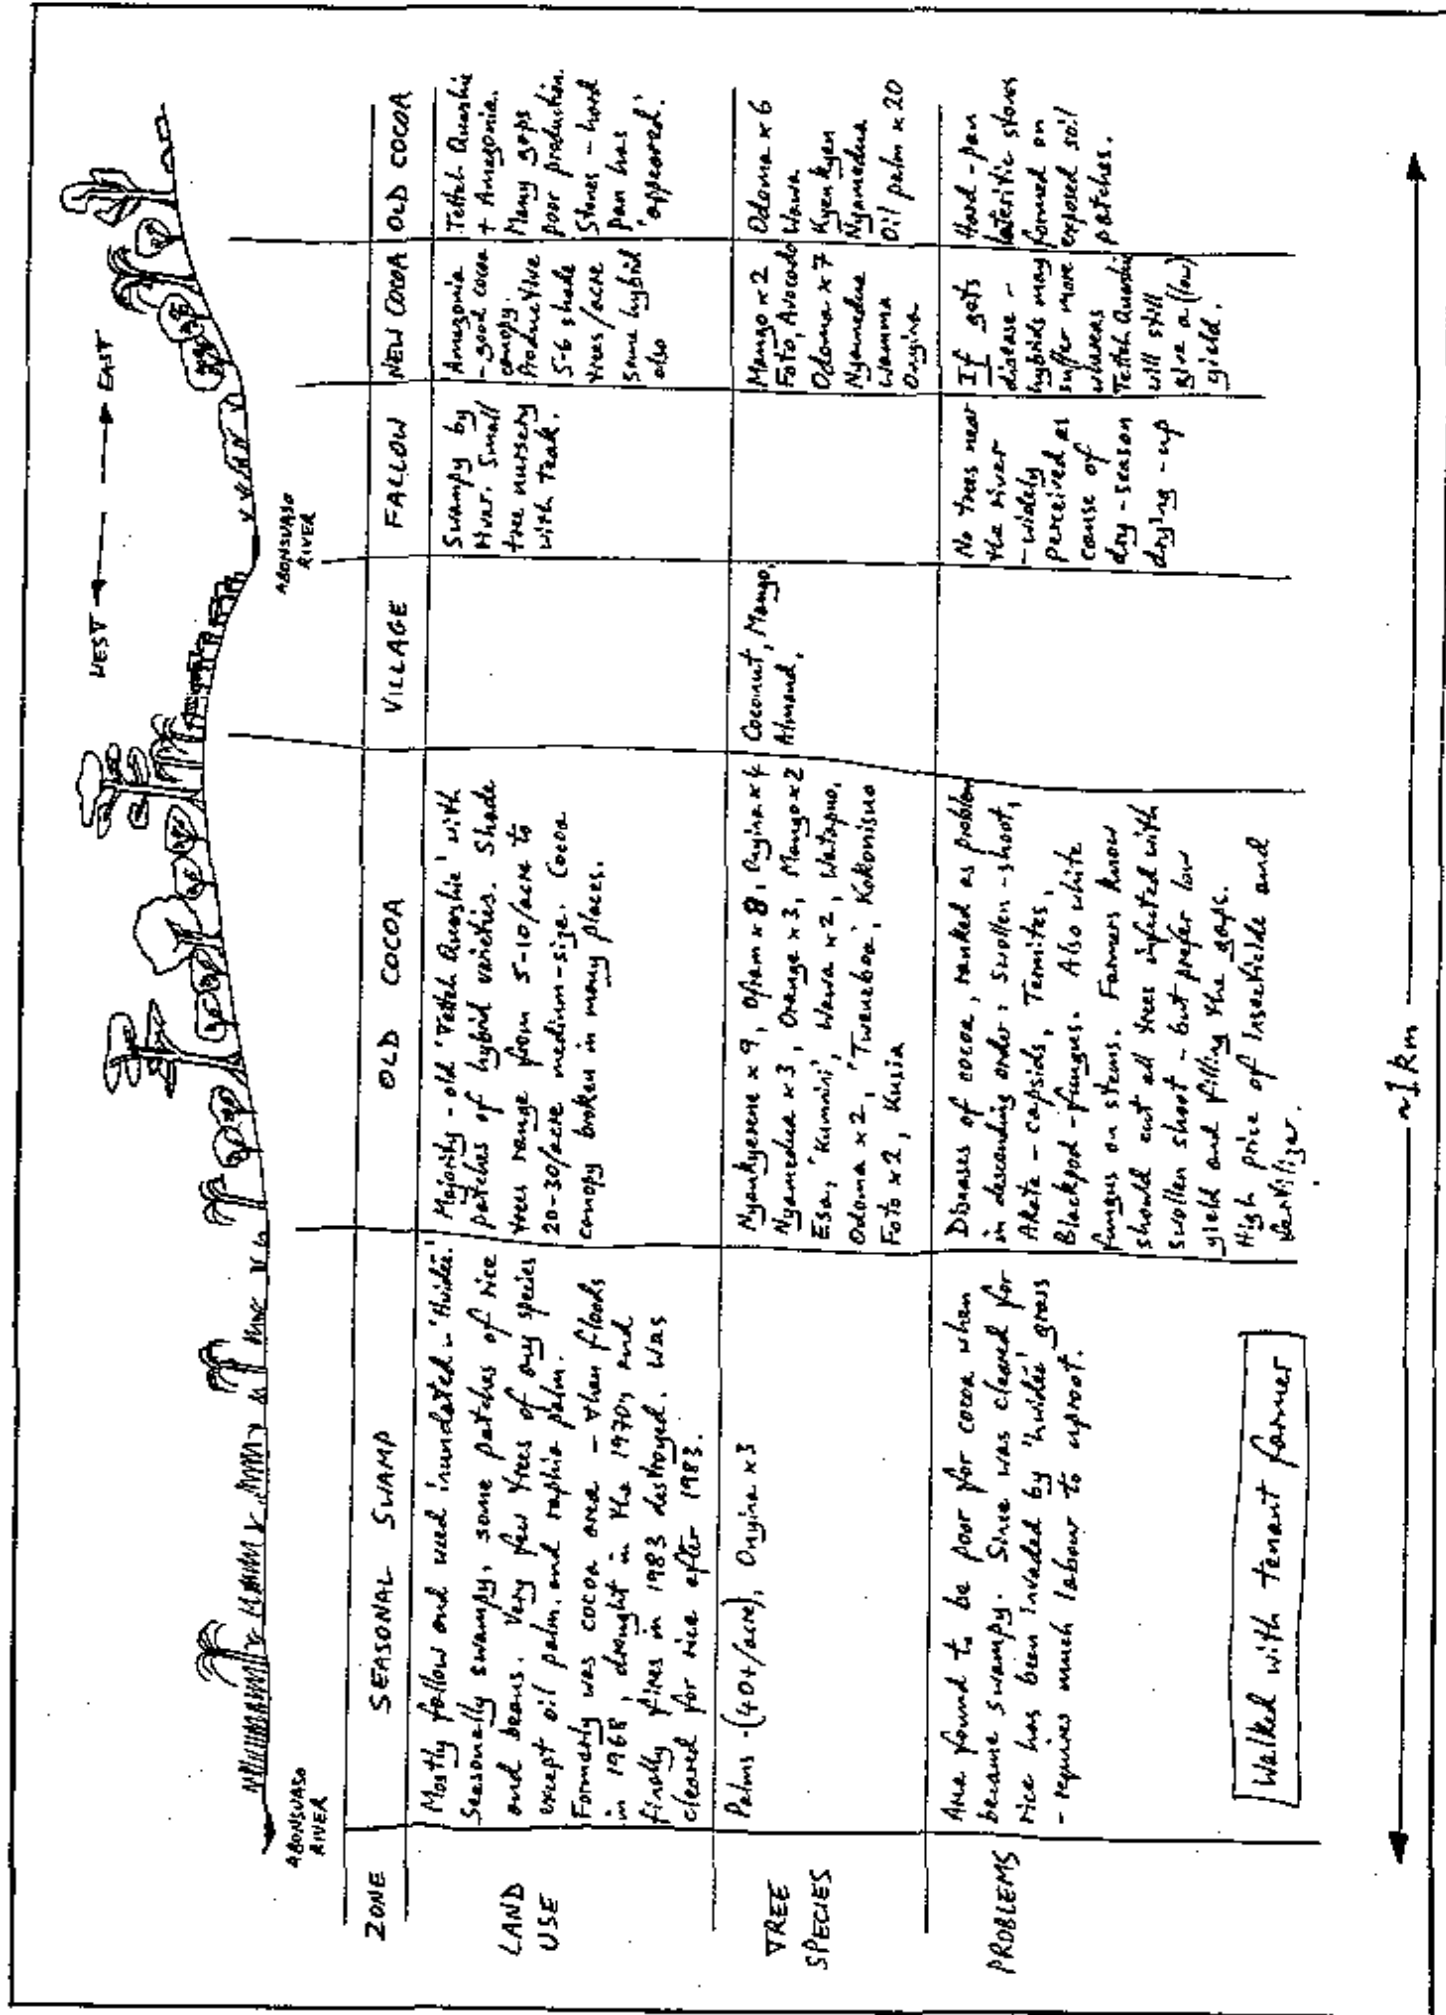 WEST
EAST
ABONSUASO
RIVER
ABONSUASO
RIVER
ZONE
SEASONAL SWAMP
OLD COCOA
VILLAGE
FALLOW
NEW COCOA
OLD COCOA
LAND
USE
Mostly fallow and weed inundated - 'Hwidie'.
Seasonally swampy, some patches of rice
and beans. Very few trees of any species
except oil palm, and raphia palm.
Formerly was cocoa area - when floods
in 1968, drought in the 1970s and
finally fires in 1983 destroyed. Was
cleared for rice after 1983.
Majority - old 'Tetteh Quarshie' with
patches of hybrid varieties. Shade
trees range from 5-10/acre to
20-30/acre medium-size. Cocoa
canopy broken in many places.
Swampy by
river. Small
tree nursery
with teak.
Amazonia
- good cocoa
canopy.
Productive
5-6 shade
trees/acre
Some hybrid
also
Tetteh Quarshie
+ Amazonia.
Many gaps
poor production.
Stones - hard
pan has
'appeared'.
TREE
SPECIES
Palms - (40+/acre), Onyina x3
Nyankyerene x 9, Ofram x 8, Onyina x 4
Nyamedua x 3, Orange x 3, Mango x 2
Esa, 'Kumnini', Wawa x 2, Watapuo,
Odoma x 2, 'Tweneboa', Kokonisuo
Foto x 2, Kusia
Coconut, Mango,
Almond,
Mango x 2
Foto, Avocado
Odoma x 7
Nyamedua
Wamma
Onyina
Odoma x 6
Wawa
Kyenkyen
Nyamedua
Oil palm x 20
PROBLEMS
Area found to be poor for cocoa when
became swampy. Since was cleared for
rice has been invaded by 'hwidie' grass
- requires much labour to uproot.
Diseases of cocoa, ranked as problem
in descending order: swollen-shoot,
Akate - capsids, Termites,
Blackpod - fungus. Also white
fungus on stems. Farmers know
should cut all trees infected with
swollen shoot - but prefer low
yield and filling the gaps.
High price of insecticide and
fertilizer.
No trees near
the river
- widely
perceived as
cause of
dry-season
drying-up
If gets
disease -
hybrids may
suffer more
whereas
Tetteh Quarshie
will still
give a (low)
yield.
Hard-pan
lateritic stones
formed on
exposed soil
patches.
Walked with tenant farmer
~1km